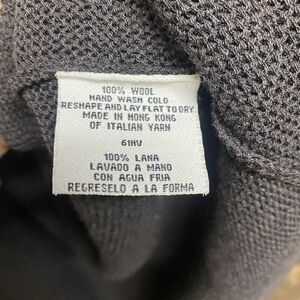 100% WOOL
HAND WASH COLD
RESHAPE AND LAY FLAT TO DRY
MADE IN HONG KONG
OF ITALIAN YARN
61HU
100% LANA
LAVADO A MANO
CON AGUA FRIA
REGRESELO A LA FORMA